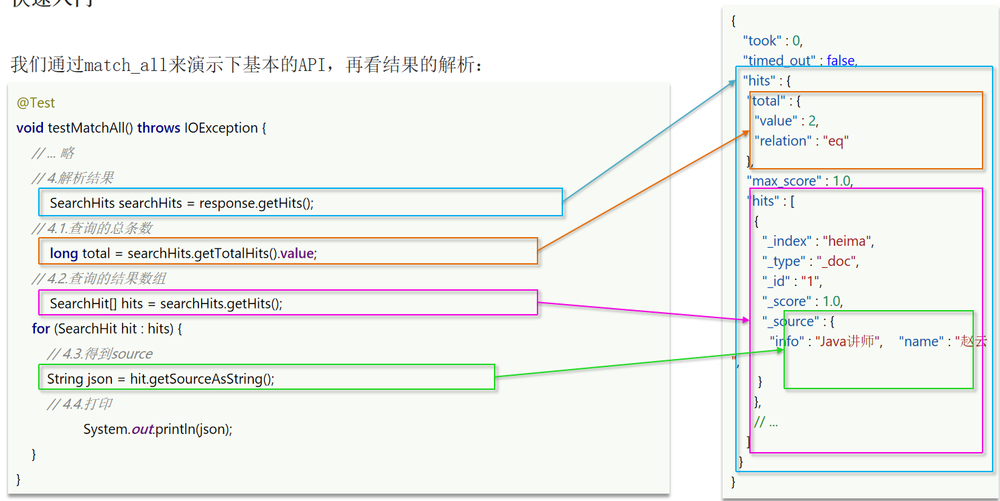 快速入门
我们通过match_all来演示下基本的API，再看结果的解析：
@Test
void testMatchAll() throws IOException {
// ... 略
// 4.解析结果
SearchHits searchHits = response.getHits();
// 4.1.查询的总条数
long total = searchHits.getTotalHits().value;
// 4.2.查询的结果数组
SearchHit[] hits = searchHits.getHits();
for (SearchHit hit : hits) {
// 4.3.得到source
String json = hit.getSourceAsString();
// 4.4.打印
System.out.println(json);
}
}
{
"took" : 0,
"timed_out" : false,
"hits" : {
"total" : {
"value" : 2,
"relation" : "eq"
},
"max_score" : 1.0,
"hits" : [
{
"_index" : "heima",
"_type" : "_doc",
"_id" : "1",
"_score" : 1.0,
"_source" : {
"info" : "Java讲师", "name" : "赵云
",
}
},
// ...
]
}
}